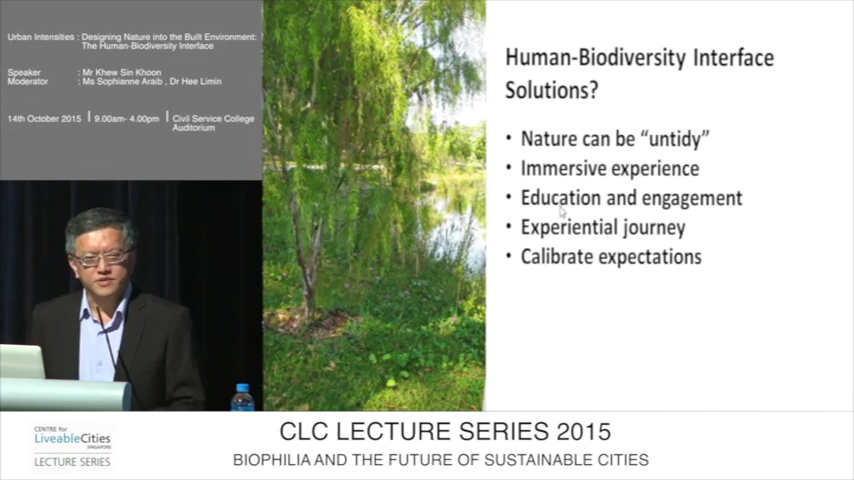 Urban Intensities : Designing Nature into the Built Environment:
The Human-Biodiversity Interface
Speaker : Mr Khew Sin Khoon
Moderator : Ms Sophianne Araib , Dr Hee Limin
14th October 2015 | 9.00am- 4.00pm | Civil Service College
Auditorium
Human-Biodiversity Interface
Solutions?
• Nature can be “untidy”
• Immersive experience
• Education and engagement
• Experiential journey
• Calibrate expectations
CENTRE for
LiveableCities
SINGAPORE
LECTURE SERIES
CLC LECTURE SERIES 2015
BIOPHILIA AND THE FUTURE OF SUSTAINABLE CITIES